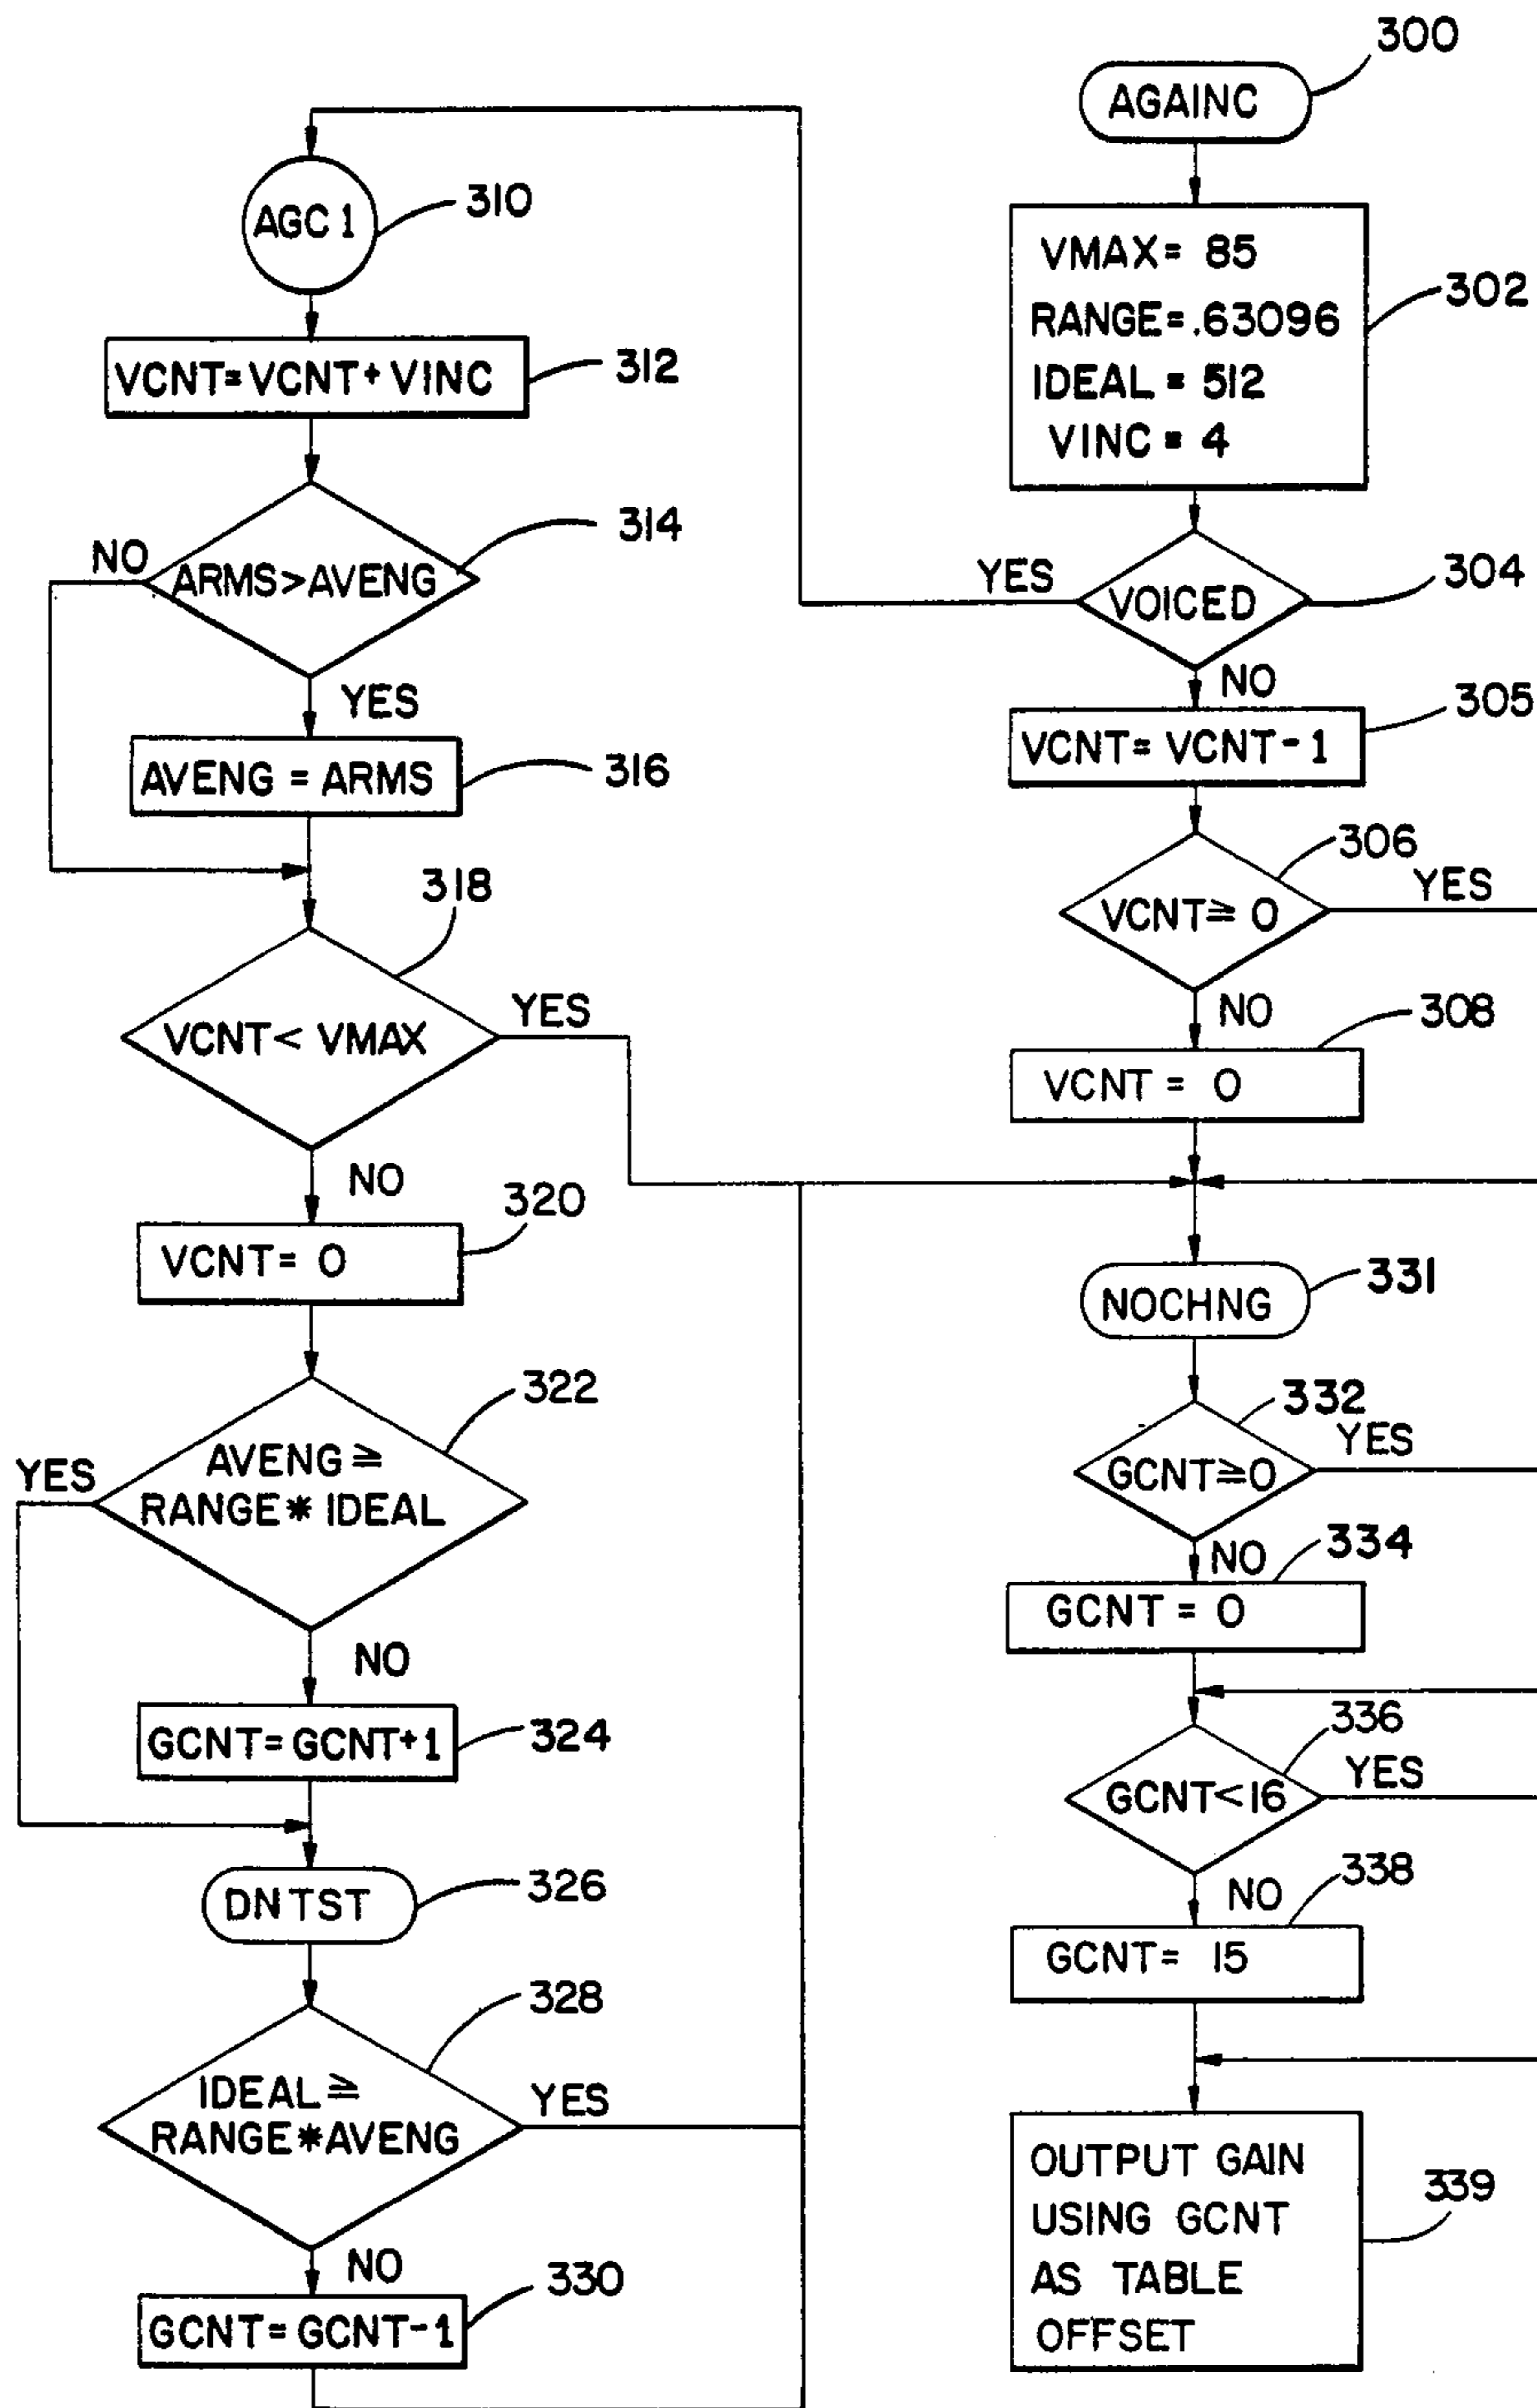 300
AGAINC
302
VMAX = 85
RANGE = .63096
IDEAL = 512
VINC = 4
304
VOICED
YES
NO
305
VCNT = VCNT - 1
306
VCNT ≧ 0
YES
NO
308
VCNT = 0
310
AGC 1
312
VCNT = VCNT + VINC
314
ARMS > AVENG
NO
YES
316
AVENG = ARMS
318
VCNT < VMAX
YES
NO
320
VCNT = 0
322
AVENG ≧
RANGE * IDEAL
YES
NO
324
GCNT = GCNT + 1
326
DNTST
328
IDEAL ≧
RANGE * AVENG
YES
NO
330
GCNT = GCNT - 1
331
NOCHNG
332
GCNT ≧ 0
YES
NO
334
GCNT = 0
336
GCNT < 16
YES
NO
338
GCNT = 15
339
OUTPUT GAIN
USING GCNT
AS TABLE
OFFSET